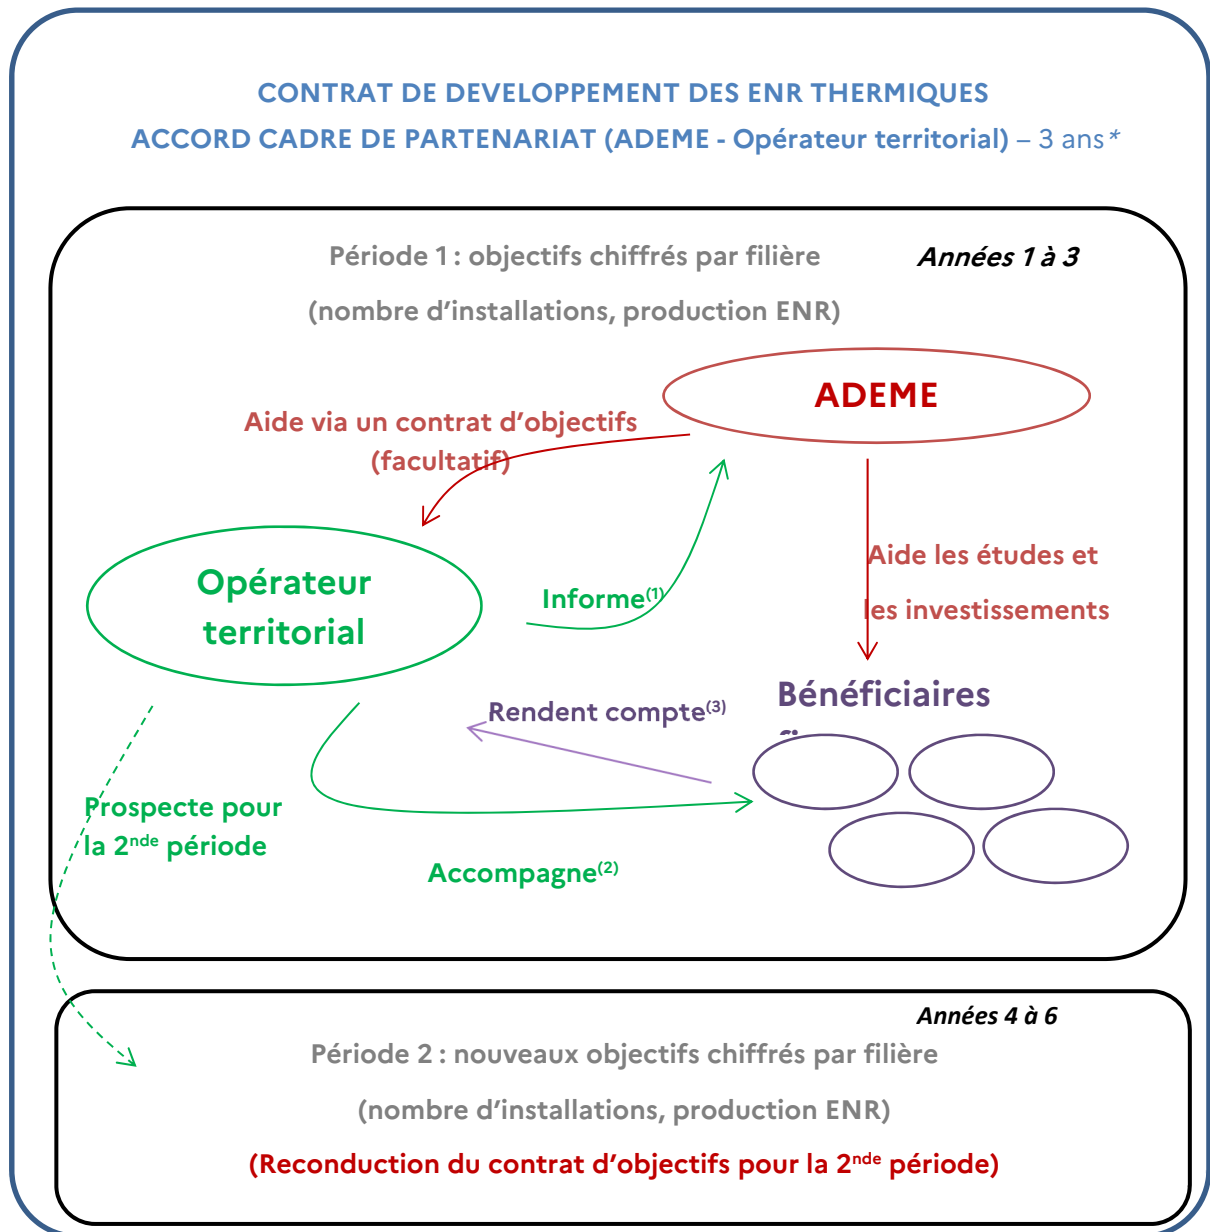 CONTRAT DE DEVELOPPEMENT DES ENR THERMIQUES
ACCORD CADRE DE PARTENARIAT (ADEME - Opérateur territorial) – 3 ans*
Période 1 : objectifs chiffrés par filière
Années 1 à 3
(nombre d’installations, production ENR)
ADEME
Aide via un contrat d’objectifs
(facultatif)
Opérateur
territorial
Informe(1)
Aide les études et
les investissements
Bénéficiaires
Rendent compte(3)
Prospecte pour
la 2nde période
Accompagne(2)
Années 4 à 6
Période 2 : nouveaux objectifs chiffrés par filière
(nombre d’installations, production ENR)
(Reconduction du contrat d’objectifs pour la 2nde période)